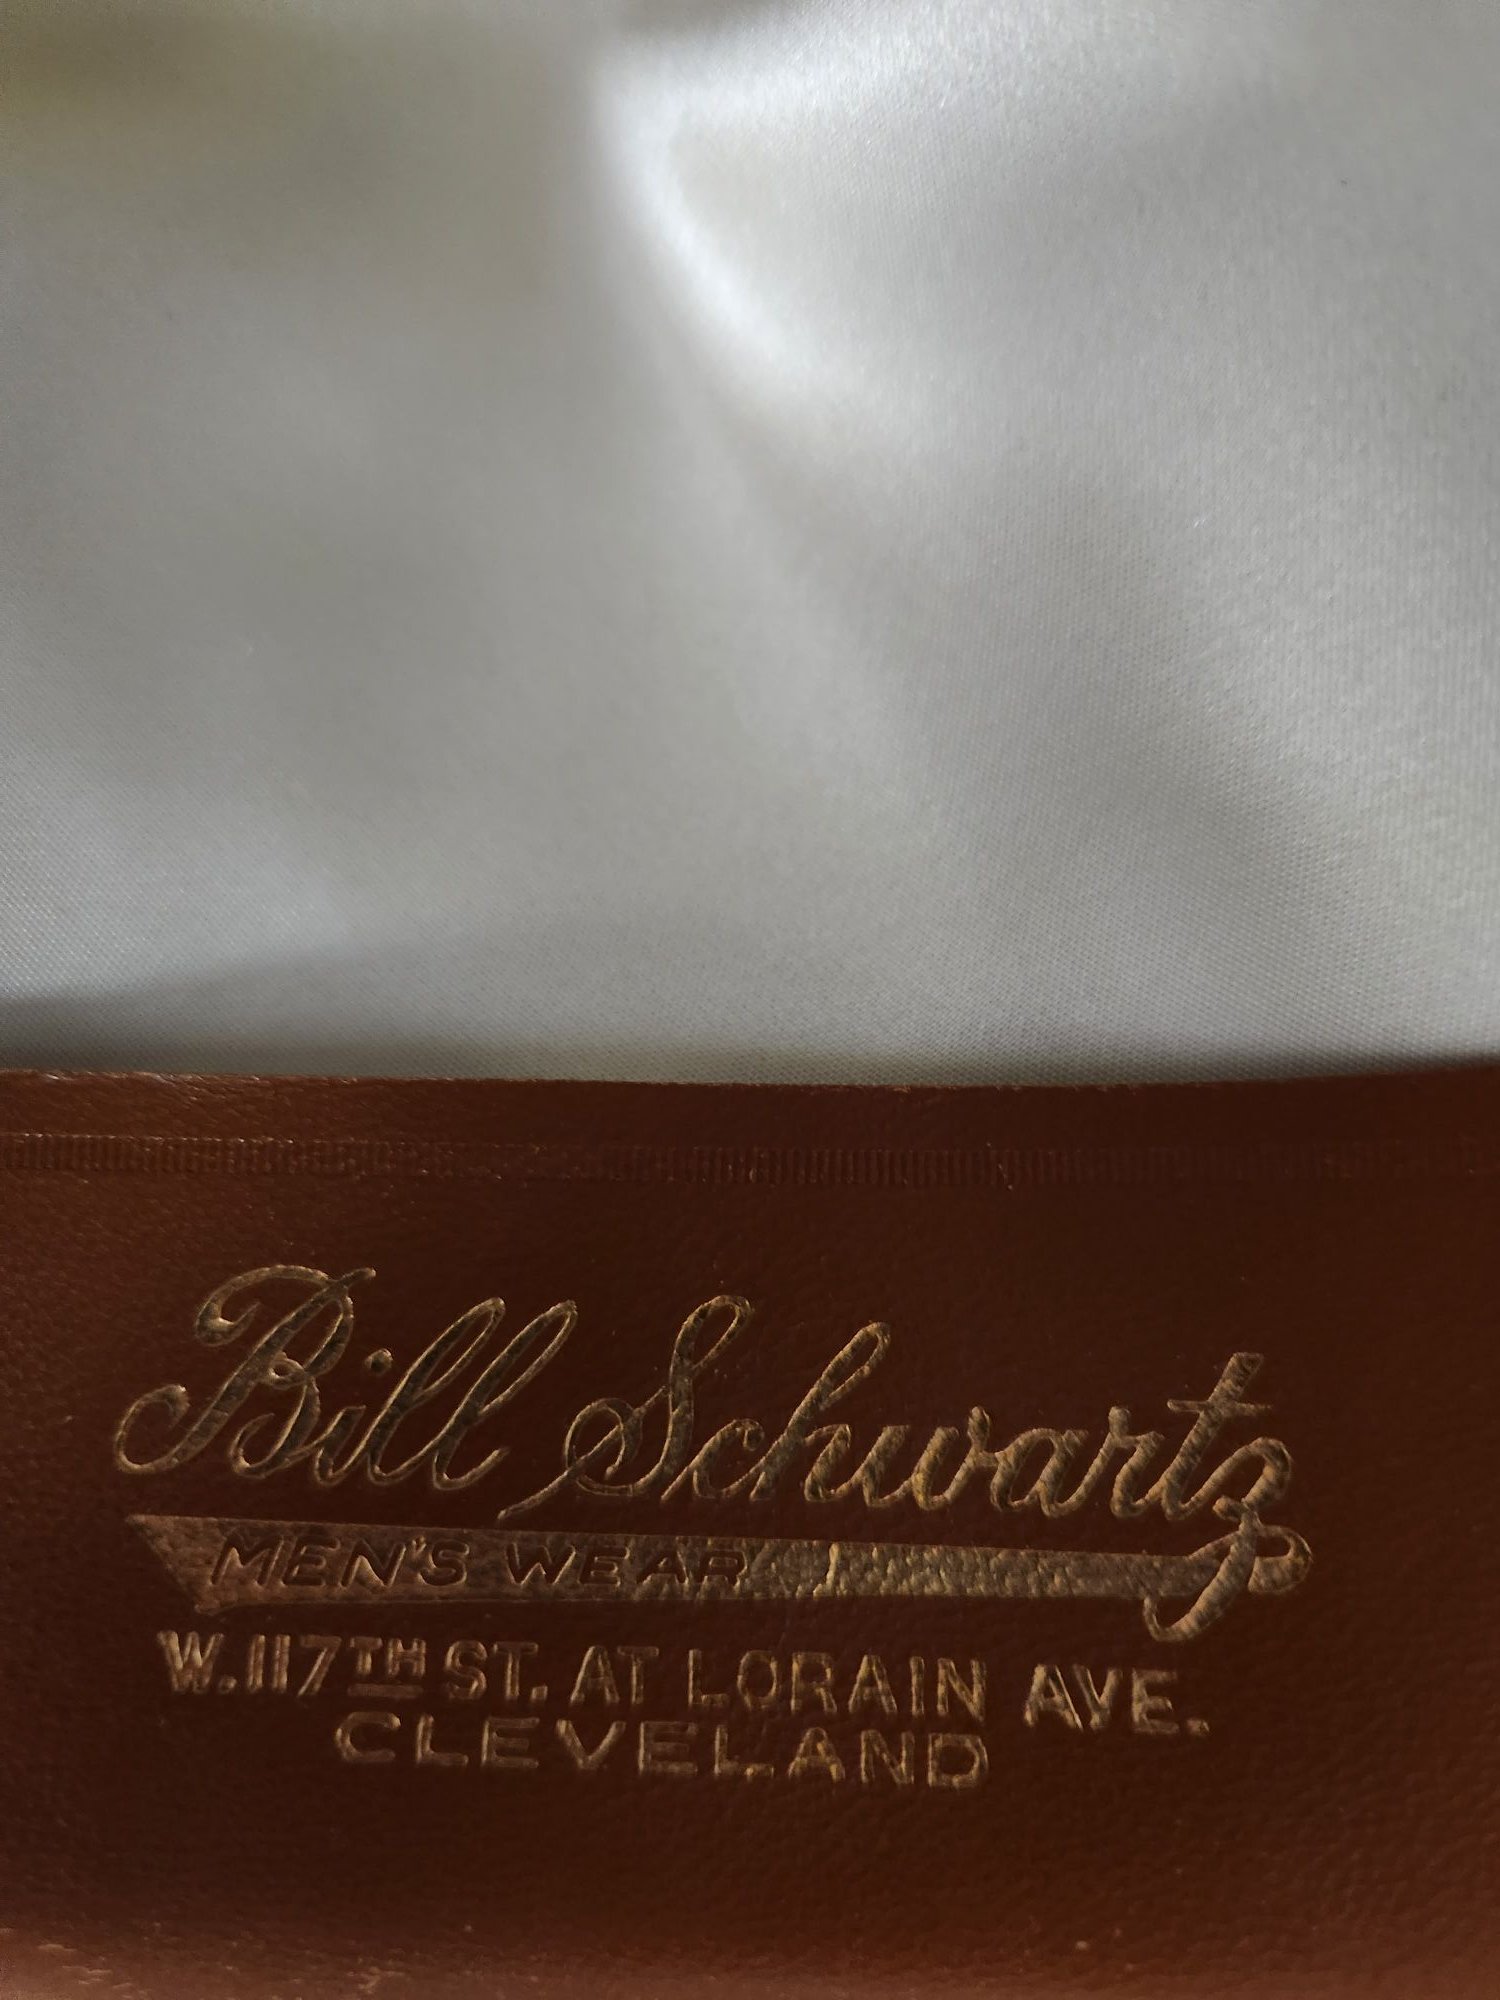 Bill Schwartz
MEN'S WEAR
W. 117TH ST. AT LORAIN AVE.
CLEVELAND